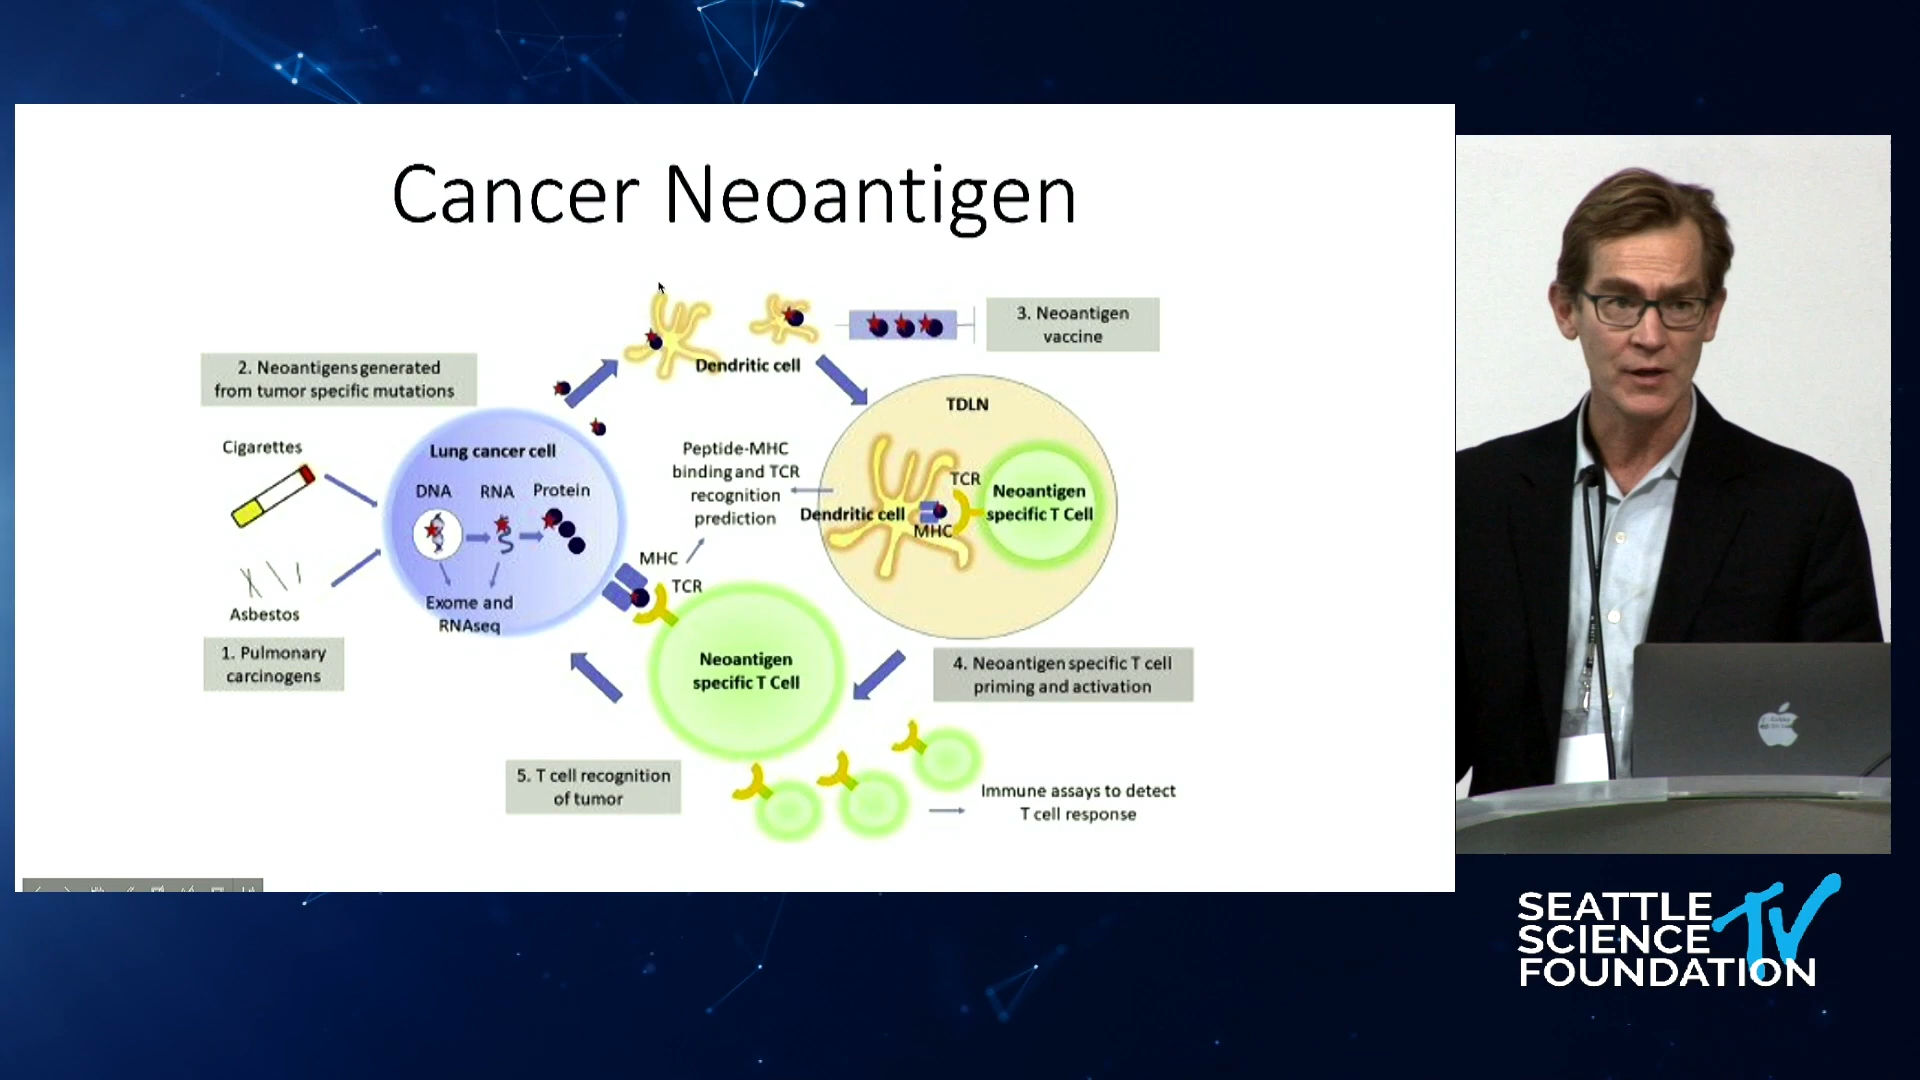 Cancer Neoantigen
3. Neoantigen
vaccine
2. Neoantigens generated
from tumor specific mutations
Dendritic cell
TDLN
Cigarettes
Lung cancer cell
DNA
RNA
Protein
Peptide-MHC
binding and TCR
recognition
prediction
TCR
Neoantigen
specific T Cell
Dendritic cell
MHC
Asbestos
Exome and
RNAseq
MHC
TCR
1. Pulmonary
carcinogens
Neoantigen
specific T Cell
4. Neoantigen specific T cell
priming and activation
5. T cell recognition
of tumor
Immune assays to detect
T cell response
SEATTLE
SCIENCE
FOUNDATION
TV